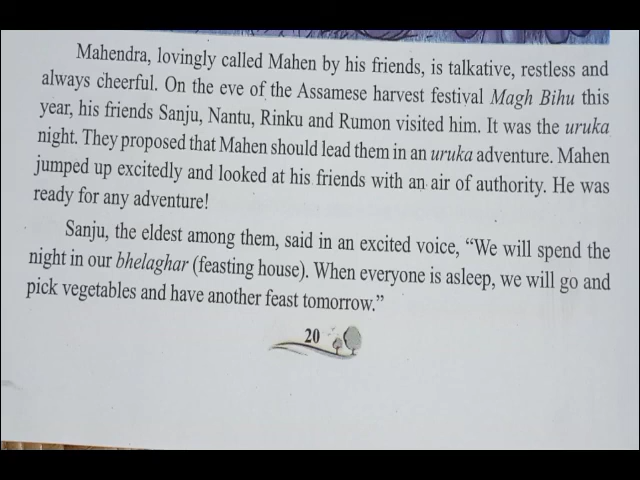 Mahendra, lovingly called Mahen by his friends, is talkative, restless and
always cheerful. On the eve of the Assamese harvest festival Magh Bihu this
year, his friends Sanju, Nantu, Rinku and Rumon visited him. It was the uruka
night. They proposed that Mahen should lead them in an uruka adventure. Mahen
jumped up excitedly and looked at his friends with an air of authority. He was
ready for any adventure!
Sanju, the eldest among them, said in an excited voice, “We will spend the
night in our bhelaghar (feasting house). When everyone is asleep, we will go and
pick vegetables and have another feast tomorrow.”
20